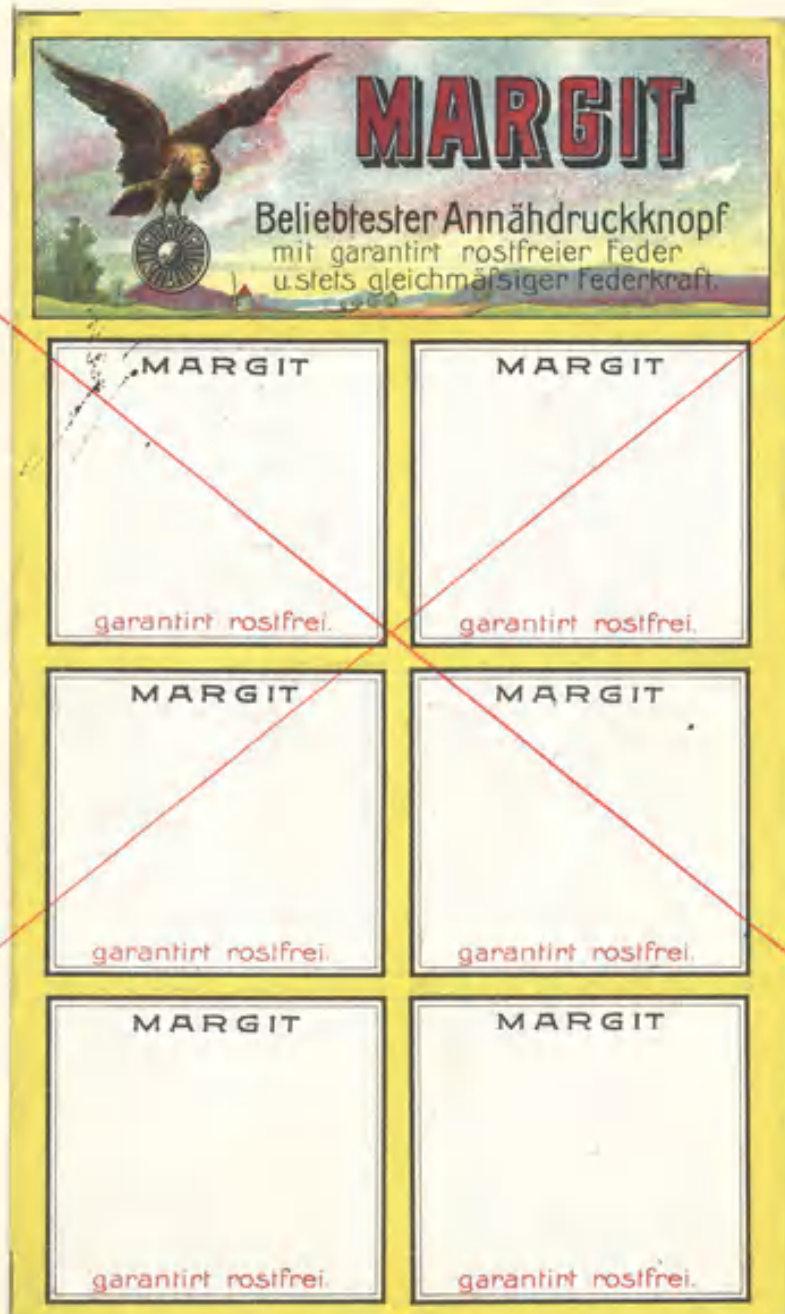 MARGIT
Beliebtester Annähdruckknopf
mit garantirt rostfreier Feder
u. stets gleichmäßiger Federkraft.
MARGIT
garantirt rostfrei.
MARGIT
garantirt rostfrei.
MARGIT
garantirt rostfrei.
MARGIT
garantirt rostfrei.
MARGIT
garantirt rostfrei.
MARGIT
garantirt rostfrei.